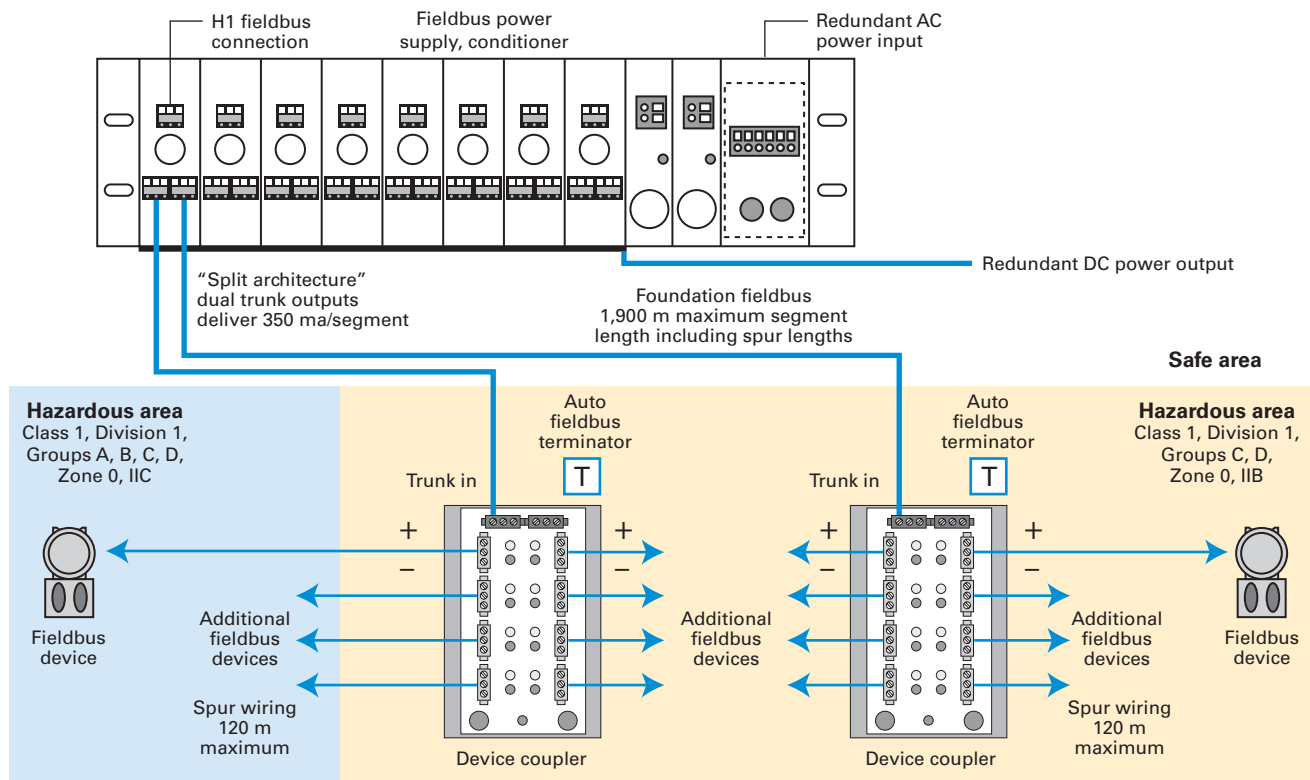 H1 fieldbus
connection
Fieldbus power
supply, conditioner
Redundant AC
power input
“Split architecture”
dual trunk outputs
deliver 350 ma/segment
Foundation fieldbus
1,900 m maximum segment
length including spur lengths
Redundant DC power output
Safe area
Hazardous area
Class 1, Division 1,
Groups A, B, C, D,
Zone 0, IIC
Auto
fieldbus
terminator
T
Trunk in
+
−
+
−
Fieldbus
device
Additional
fieldbus
devices
Spur wiring
120 m
maximum
Device coupler
Additional
fieldbus
devices
Auto
fieldbus
terminator
T
Trunk in
+
−
+
−
Hazardous area
Class 1, Division 1,
Groups C, D,
Zone 0, IIB
Additional
fieldbus
devices
Fieldbus
device
Spur wiring
120 m
maximum
Device coupler